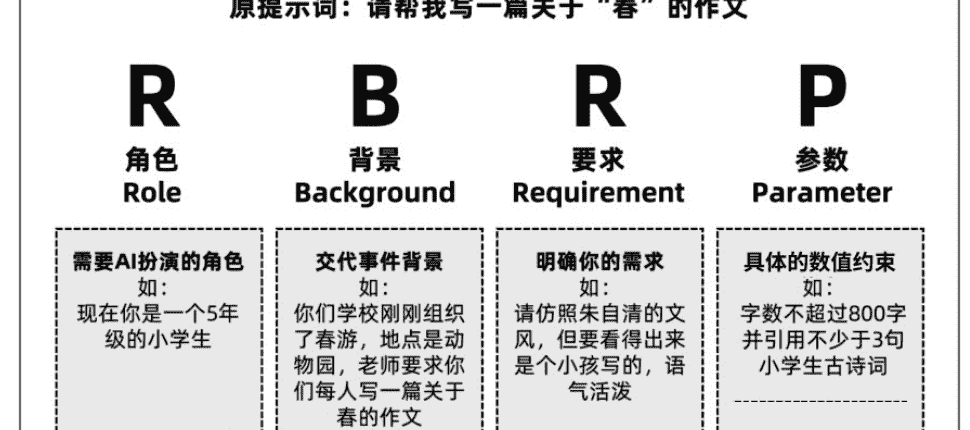 原提示词：请帮我写一篇关于“春”的作文
R
角色
Role
需要AI扮演的角色
如：
现在你是一个5年
级的小学生
B
背景
Background
交代事件背景
如：
你们学校刚刚组织
了春游，地点是动
物园，老师要求你
们每人写一篇关于
春的作文
R
要求
Requirement
明确你的需求
如：
请仿照朱自清的文
风，但要看得出来
是个小孩写的，语
气活泼
P
参数
Parameter
具体的数值约束
如：
字数不超过800字
并引用不少于3句
小学生古诗词